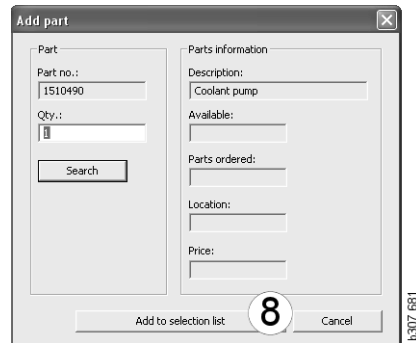 Add part
Part
Part no.:
1510490
Qty.:
1
Search
Parts information
Description:
Coolant pump
Available:
Parts ordered:
Location:
Price:
Add to selection list
8
Cancel
b307 681